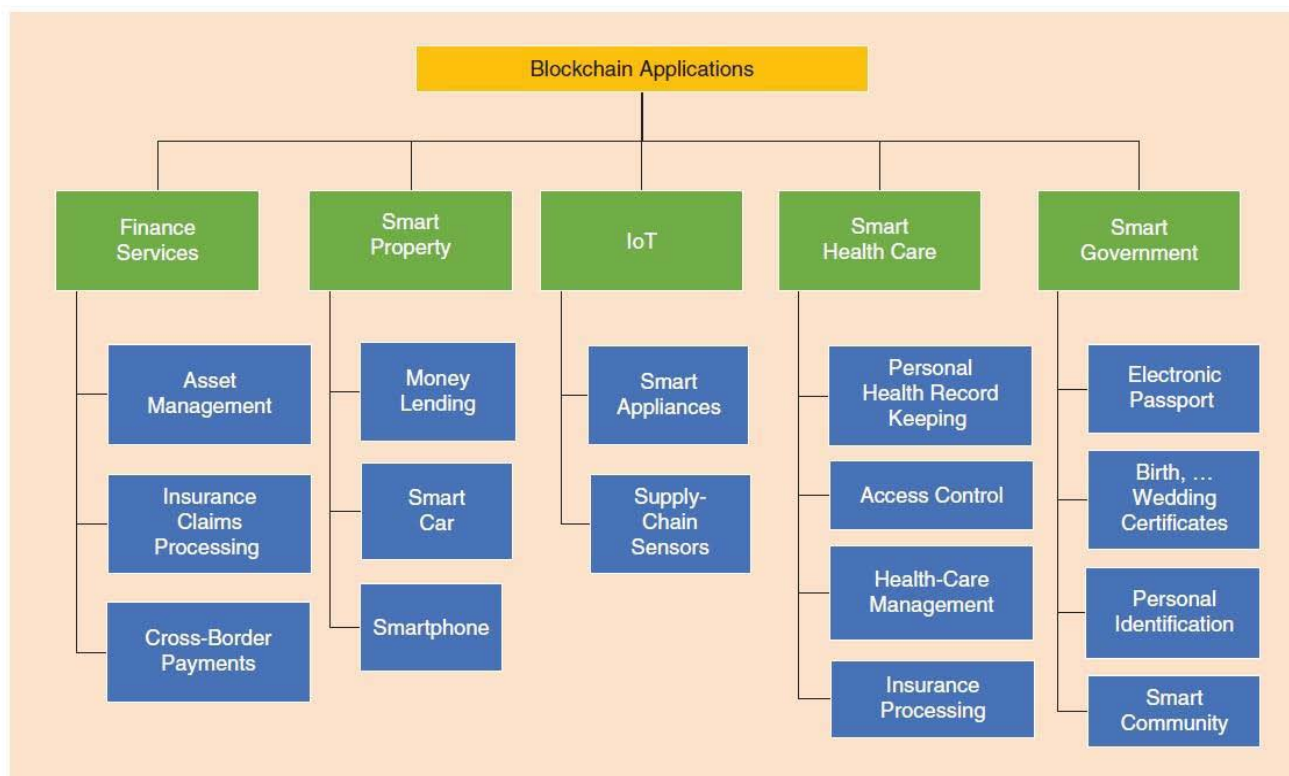 Blockchain Applications
Finance
Services
Smart
Property
IoT
Smart
Health Care
Smart
Government
Asset
Management
Insurance
Claims
Processing
Cross-Border
Payments
Money
Lending
Smart
Car
Smartphone
Smart
Appliances
Supply-
Chain
Sensors
Personal
Health Record
Keeping
Access Control
Health-Care
Management
Insurance
Processing
Electronic
Passport
Birth, ...
Wedding
Certificates
Personal
Identification
Smart
Community